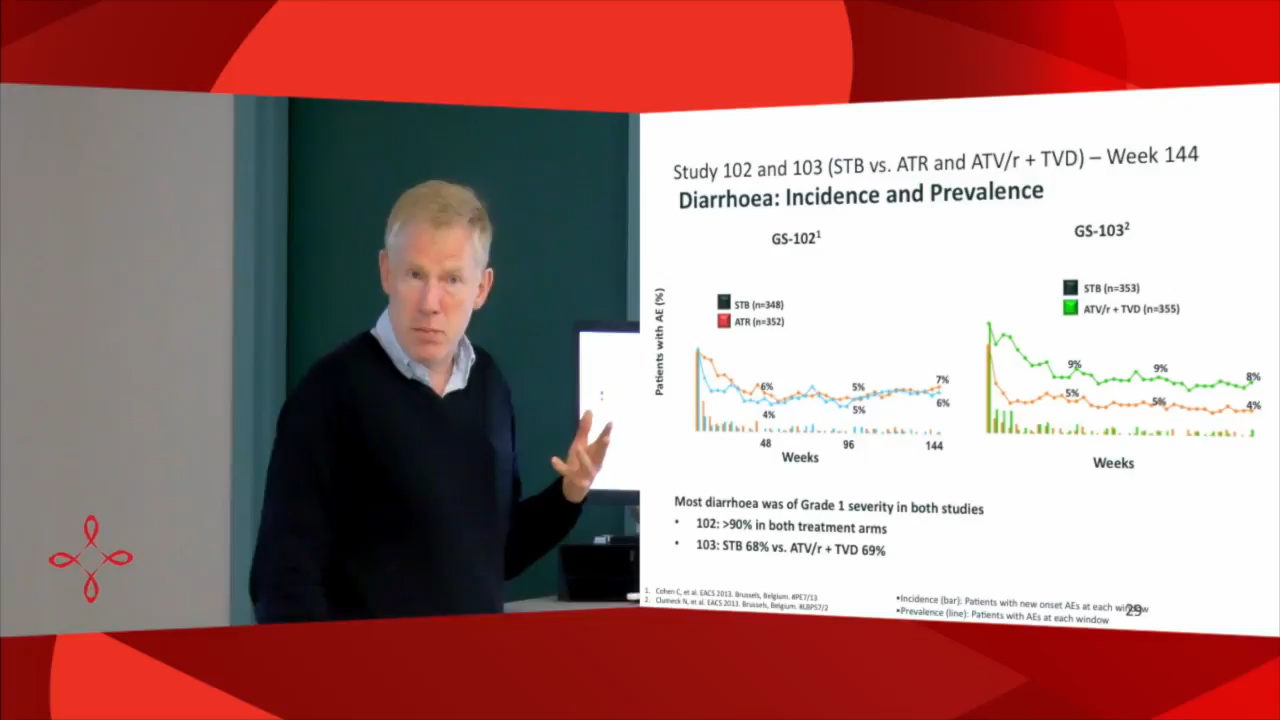 Study 102 and 103 (STB vs. ATR and ATV/r + TVD) – Week 144
Diarrhoea: Incidence and Prevalence
GS-102¹
GS-103²
Patients with AE (%)
STB (n=348)
ATR (n=352)
STB (n=353)
ATV/r + TVD (n=355)
6%
5%
7%
4%
5%
6%
48
96
144
Weeks
9%
9%
8%
5%
5%
4%
Weeks
Most diarrhoea was of Grade 1 severity in both studies
• 102: >90% in both treatment arms
• 103: STB 68% vs. ATV/r + TVD 69%
1. Cohen C, et al. EACS 2013. Brussels, Belgium. #PE7/13
2. Clumeck N, et al. EACS 2013. Brussels, Belgium. #LBPS7/2
•Incidence (bar): Patients with new onset AEs at each window
•Prevalence (line): Patients with AEs at each window
29